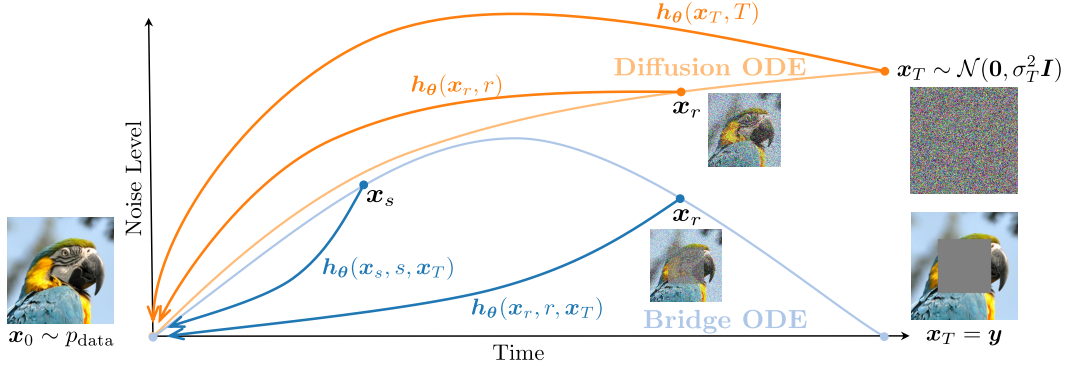 𝒉_𝜽(𝒙_T, T)
Diffusion ODE
𝒙_T ∼ 𝒩(𝟎, σ_T^2 𝑰)
𝒉_𝜽(𝒙_r, r)
𝒙_r
Noise Level
𝒙_s
𝒙_r
𝒉_𝜽(𝒙_s, s, 𝒙_T)
𝒉_𝜽(𝒙_r, r, 𝒙_T)
Bridge ODE
𝒙_0 ∼ p_data
𝒙_T = 𝒚
Time